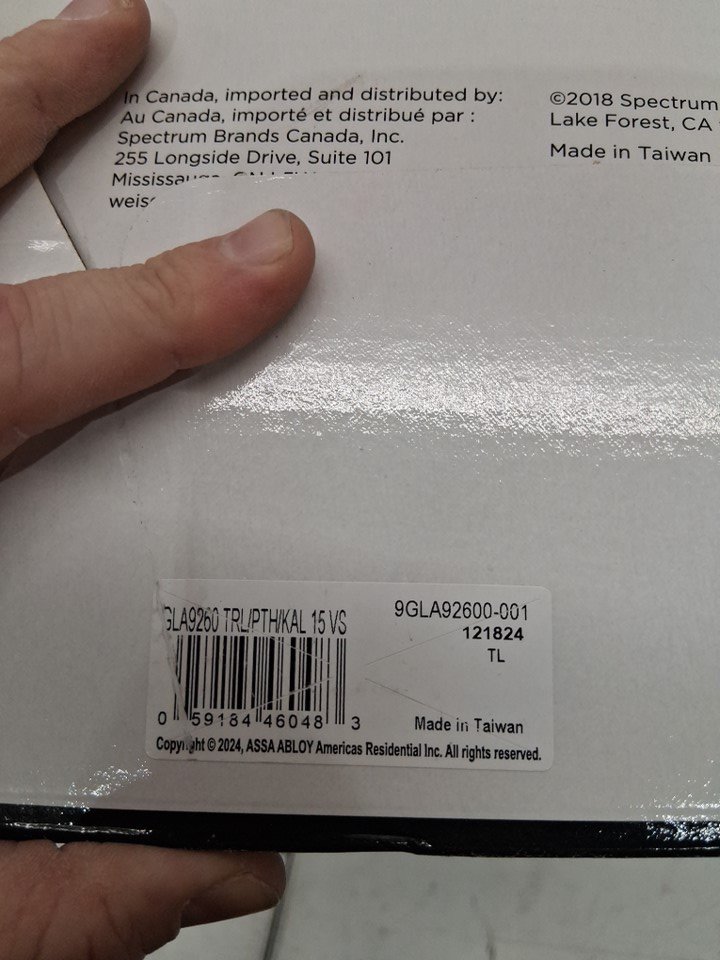 In Canada, imported and distributed by:
Au Canada, importé et distribué par :
Spectrum Brands Canada, Inc.
255 Longside Drive, Suite 101
©2018 Spectrum
Lake Forest, CA
Made in Taiwan
GLA9260 TRL/PTH/KAL 15 VS
9GLA92600-001
121824
TL
0 59184 46048 3
Made in Taiwan
Copyright © 2024, ASSA ABLOY Americas Residential Inc. All rights reserved.